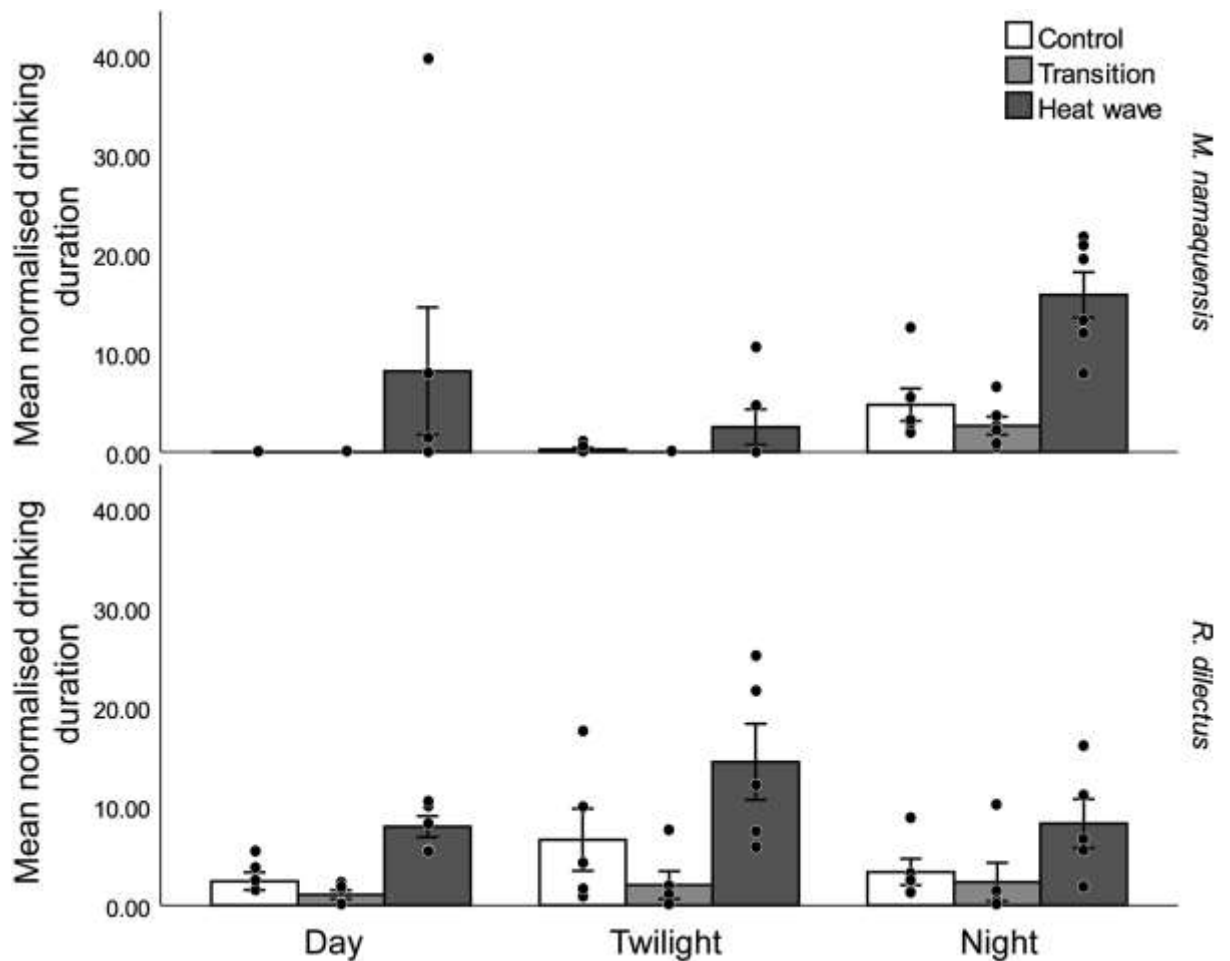 Mean normalised drinking
duration
40.00
30.00
20.00
10.00
0.00
Control
Transition
Heat wave
M. namaquensis
Mean normalised drinking
duration
40.00
30.00
20.00
10.00
0.00
R. dilectus
Day
Twilight
Night